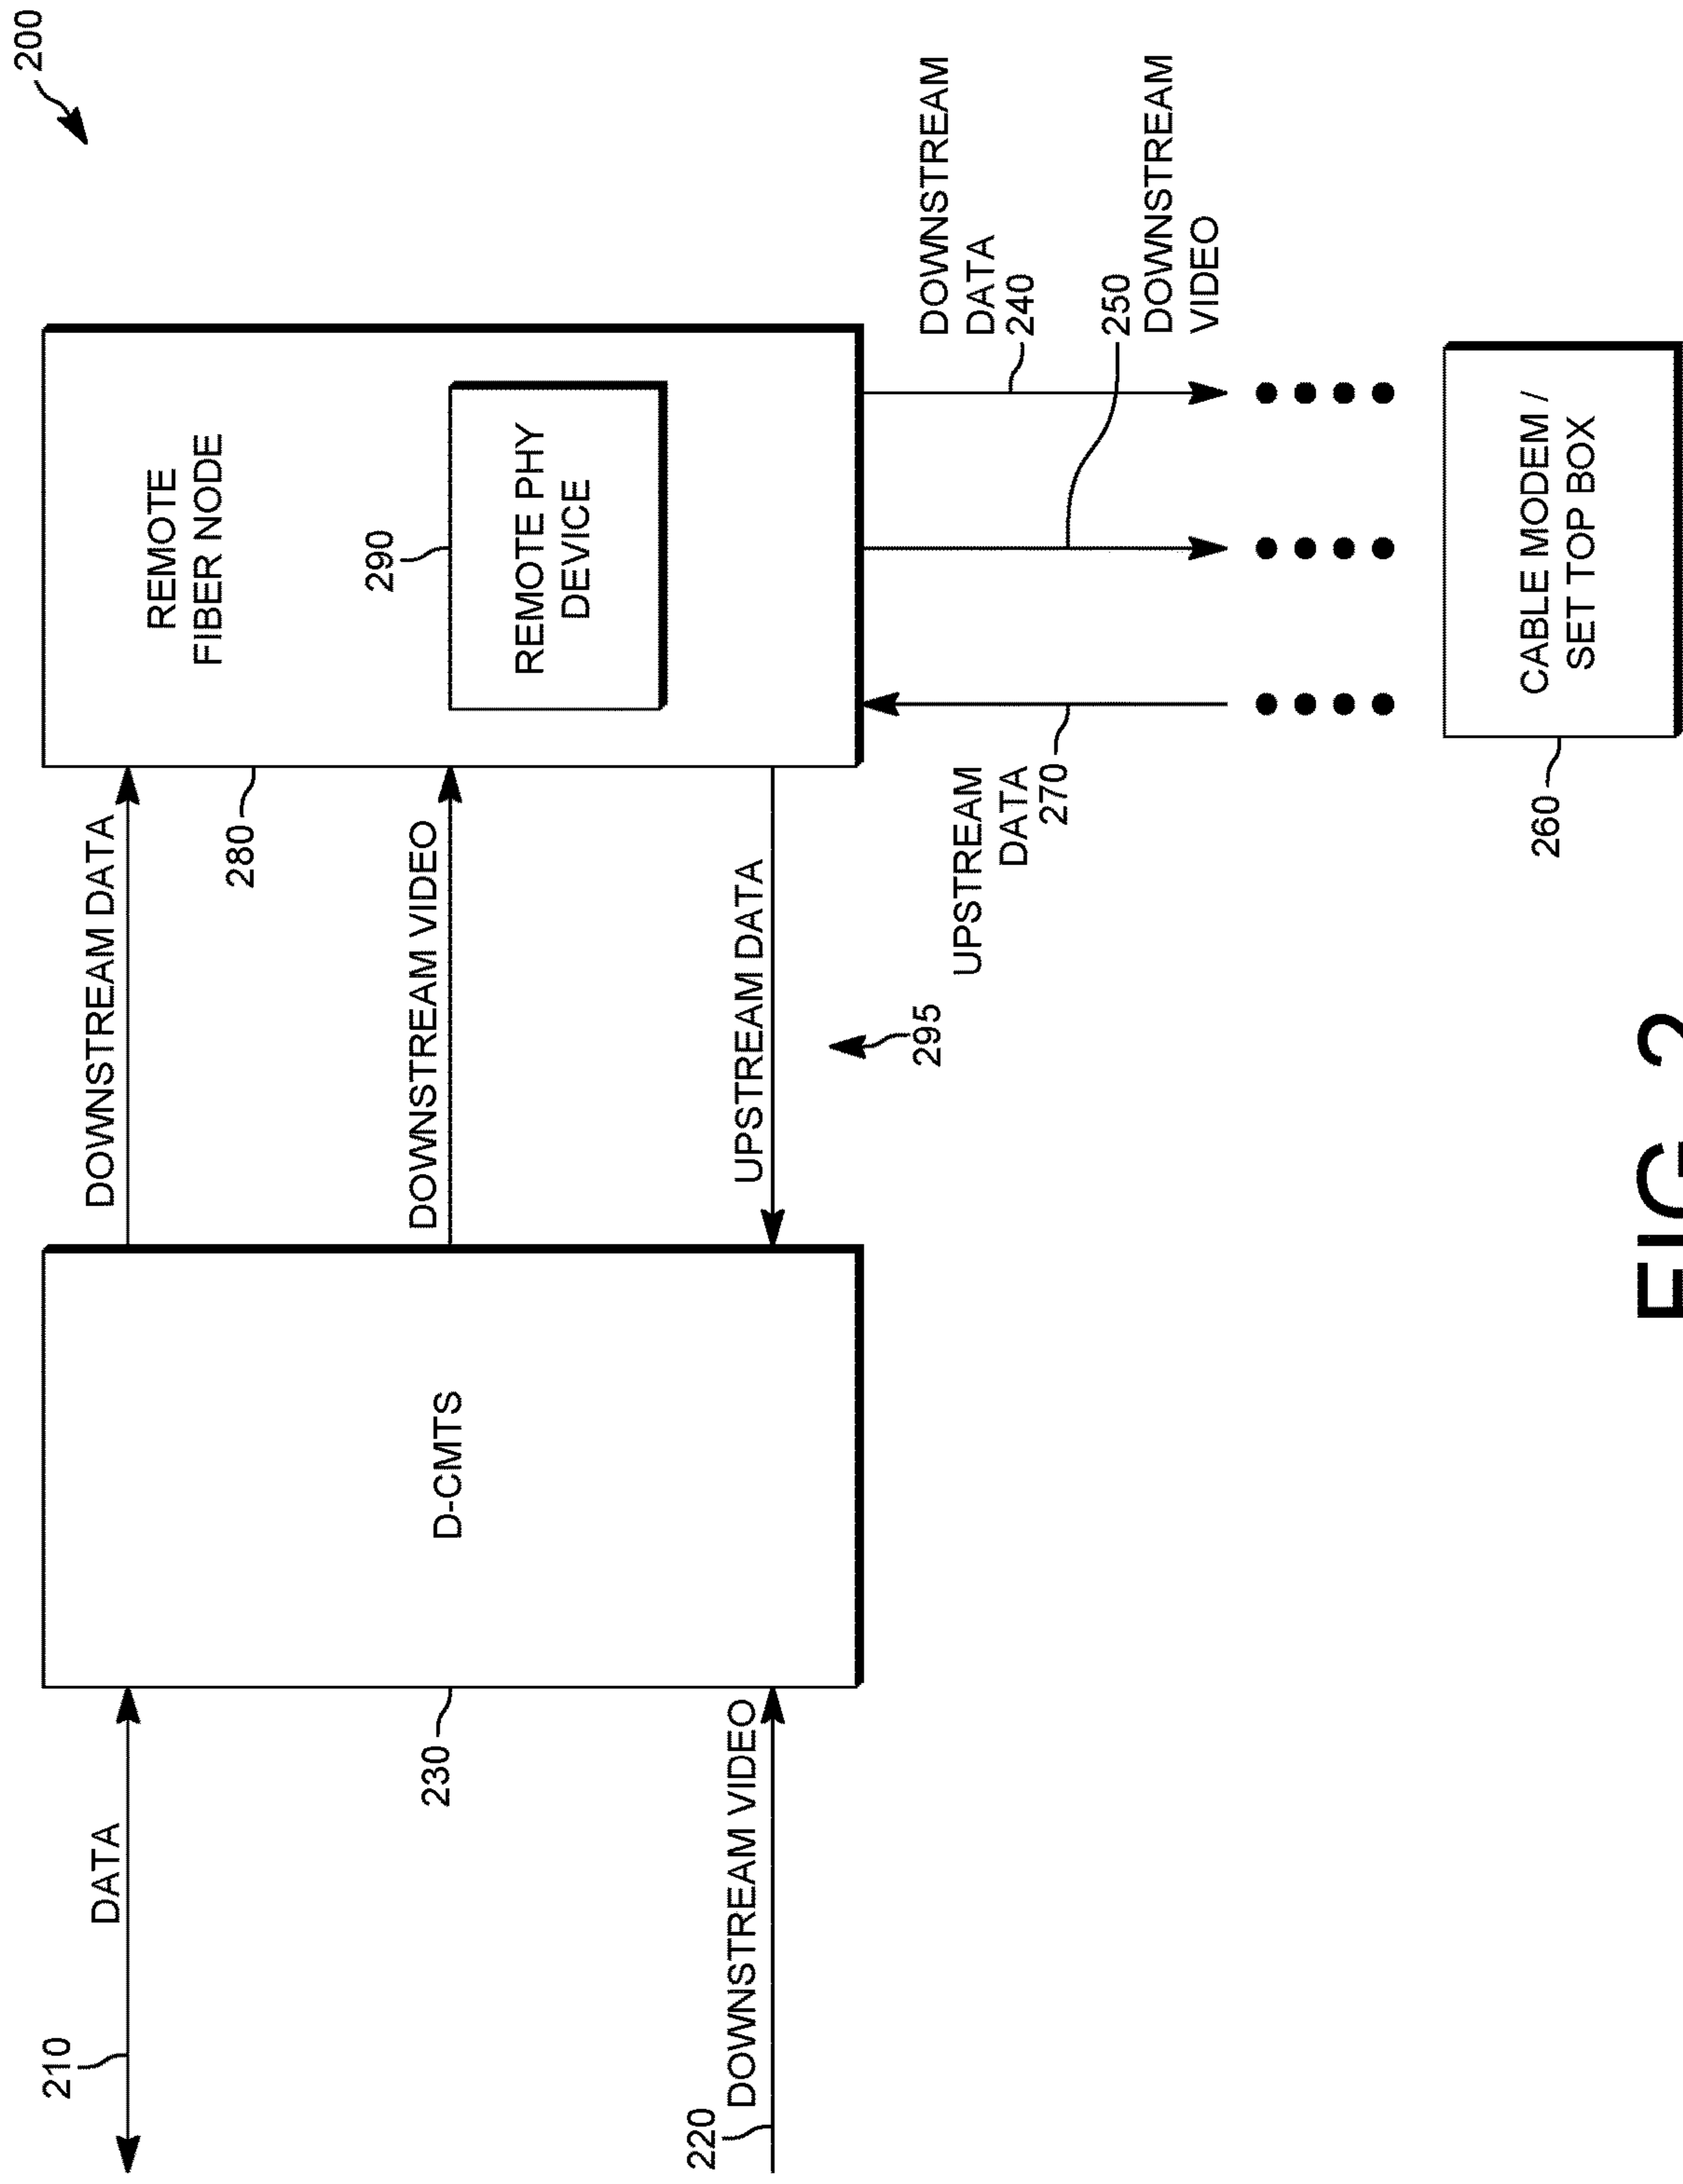 200
DATA
210
DOWNSTREAM VIDEO
220
D-CMTS
230
DOWNSTREAM DATA
DOWNSTREAM VIDEO
UPSTREAM DATA
295
REMOTE
FIBER NODE
280
290
REMOTE PHY
DEVICE
UPSTREAM
DATA
270
DOWNSTREAM
DATA
240
250
DOWNSTREAM
VIDEO
CABLE MODEM /
SET TOP BOX
260
FIG. 2